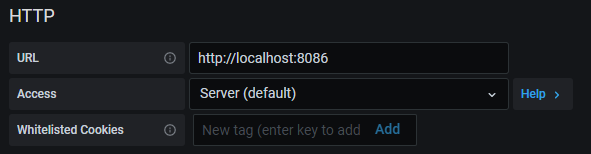 HTTP
URL http://localhost:8086
Access Server (default) Help
Whitelisted Cookies New tag (enter key to add Add